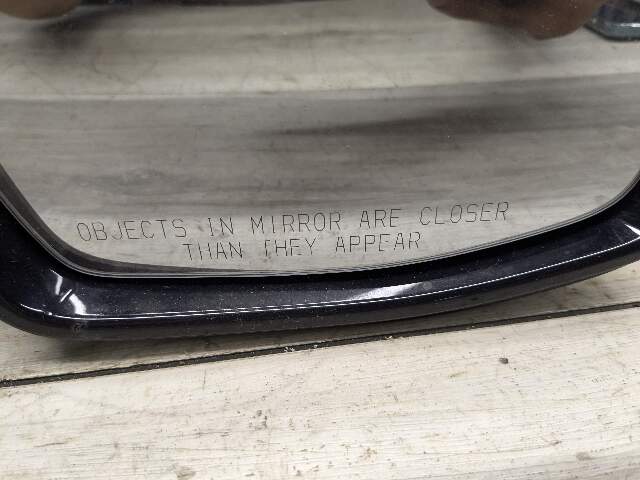 OBJECTS IN MIRROR ARE CLOSER
THAN THEY APPEAR